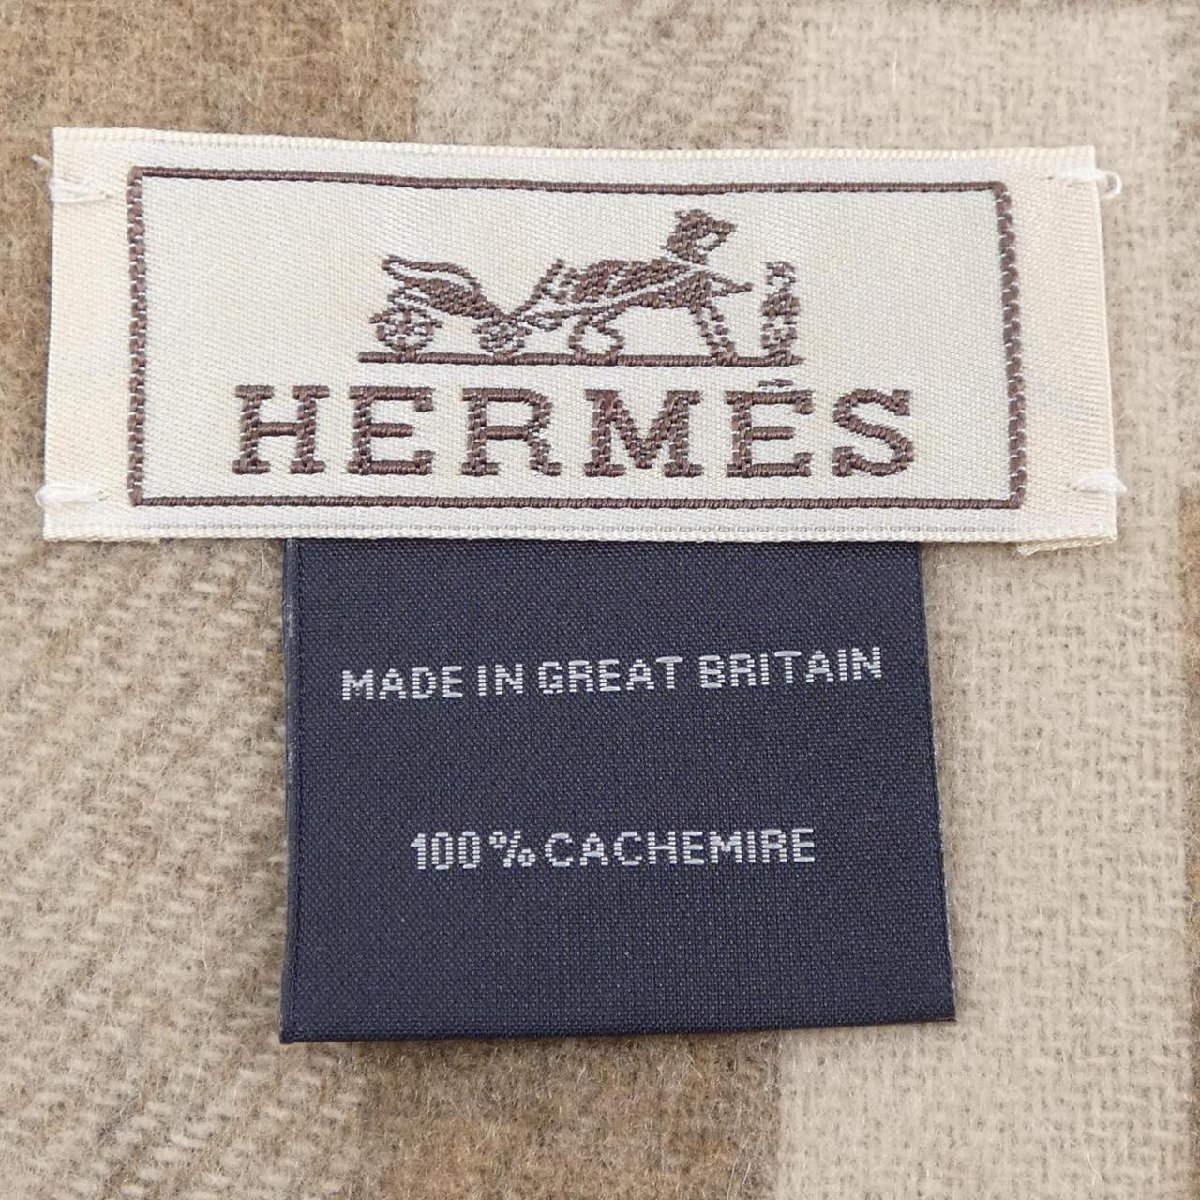 HERMÈS
MADE IN GREAT BRITAIN
100% CACHEMIRE